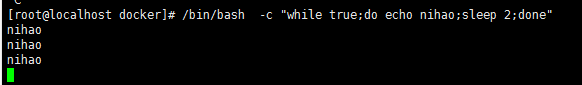 C
[root@localhost docker]# /bin/bash  -c "while true;do echo nihao;sleep 2;done"
nihao
nihao
nihao